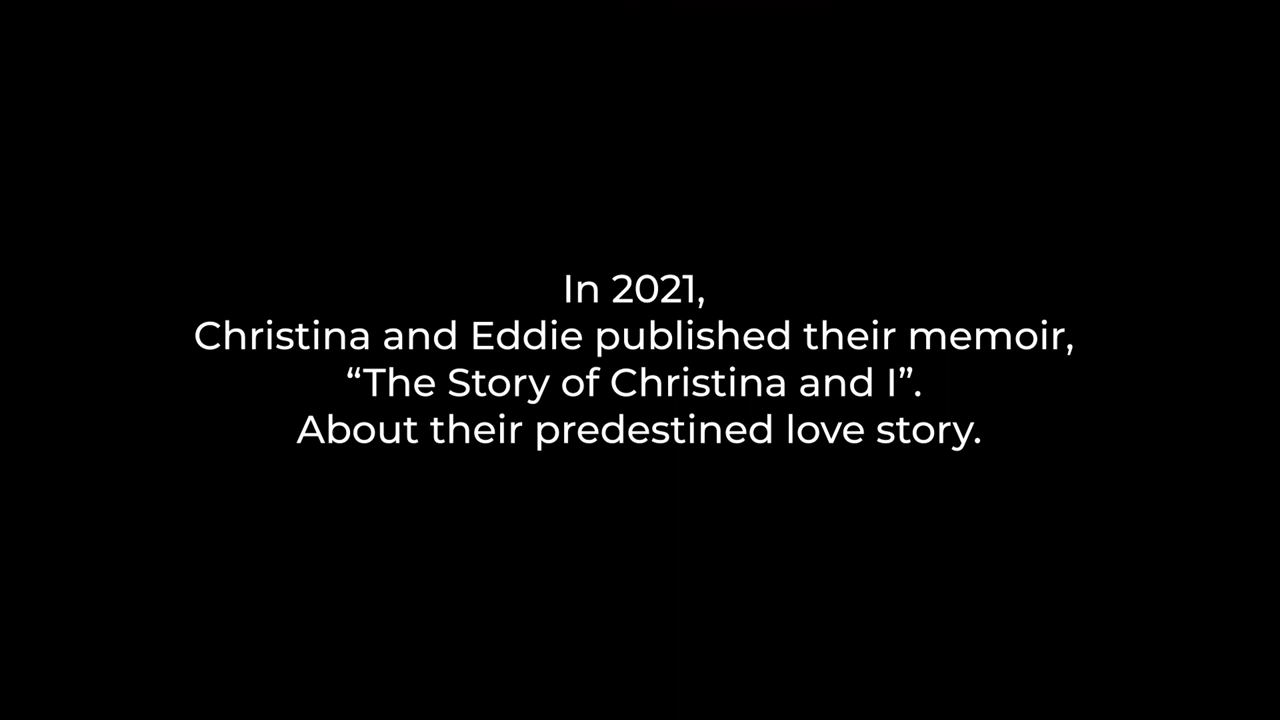 In 2021,
Christina and Eddie published their memoir,
“The Story of Christina and I”.
About their predestined love story.